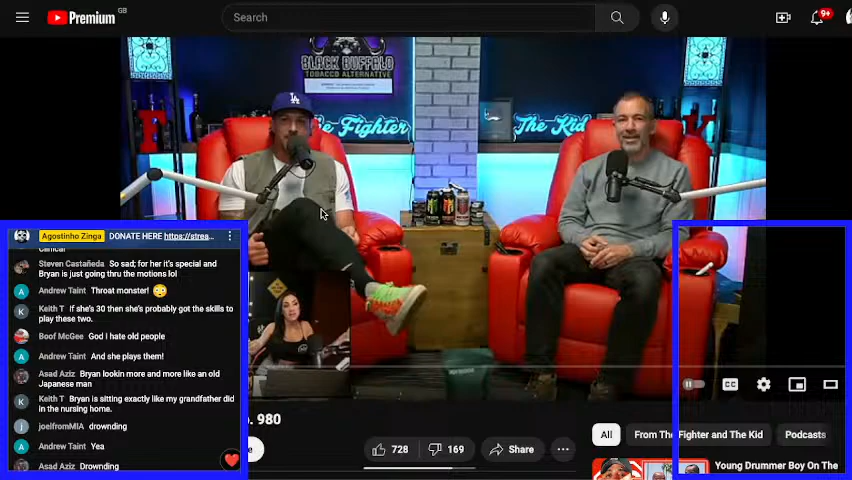 Premium GB
Search
9+
BLACK BUFFALO
TOBACCO ALTERNATIVE
LA
he Fighter
The Kid
Agostinho Zinga DONATE HERE https://strea...
Steven Castañeda So sad; for her it's special and
Bryan is just going thru the motions lol
Andrew Taint Throat monster! 😳
Keith T If she's 30 then she's probably got the skills to
play these two.
Boof McGee God I hate old people
Andrew Taint And she plays them!
Asad Aziz Bryan lookin more and more like an old
Japanese man
Keith T Bryan is sitting exactly like my grandfather did
in the nursing home.
joelfromMIA drowning
Andrew Taint Yea
Asad Aziz Drownding
CC
. 980
728
169
Share
All
From The Fighter and The Kid
Podcasts
Young Drummer Boy On The